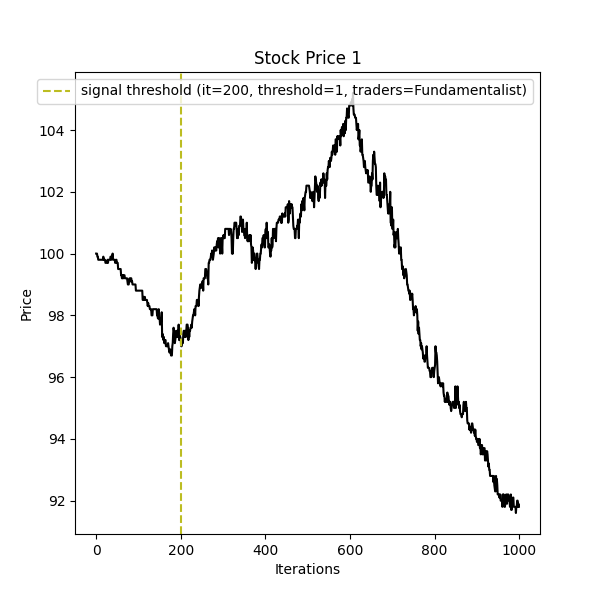 Stock Price 1
signal threshold (it=200, threshold=1, traders=Fundamentalist)
104
102
100
98
96
94
92
Price
0 200 400 600 800 1000
Iterations